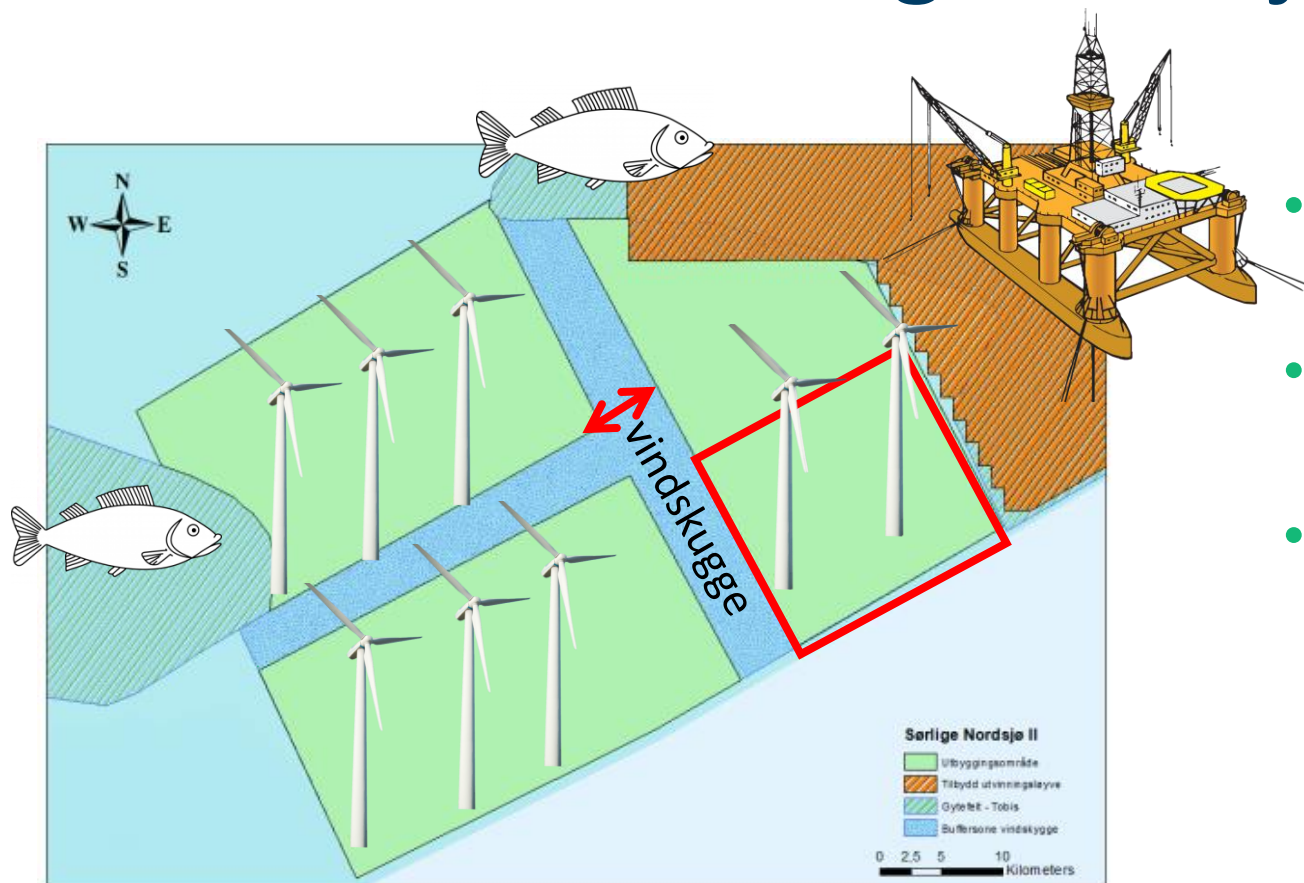 N
W E
S
vindskugge
Sørlige Nordsjø II
Utbyggingsområde
Tilbydd utvinningsløyve
Gytefelt - Tobis
Buffersone vindskygge
0 2,5 5 10
Kilometers